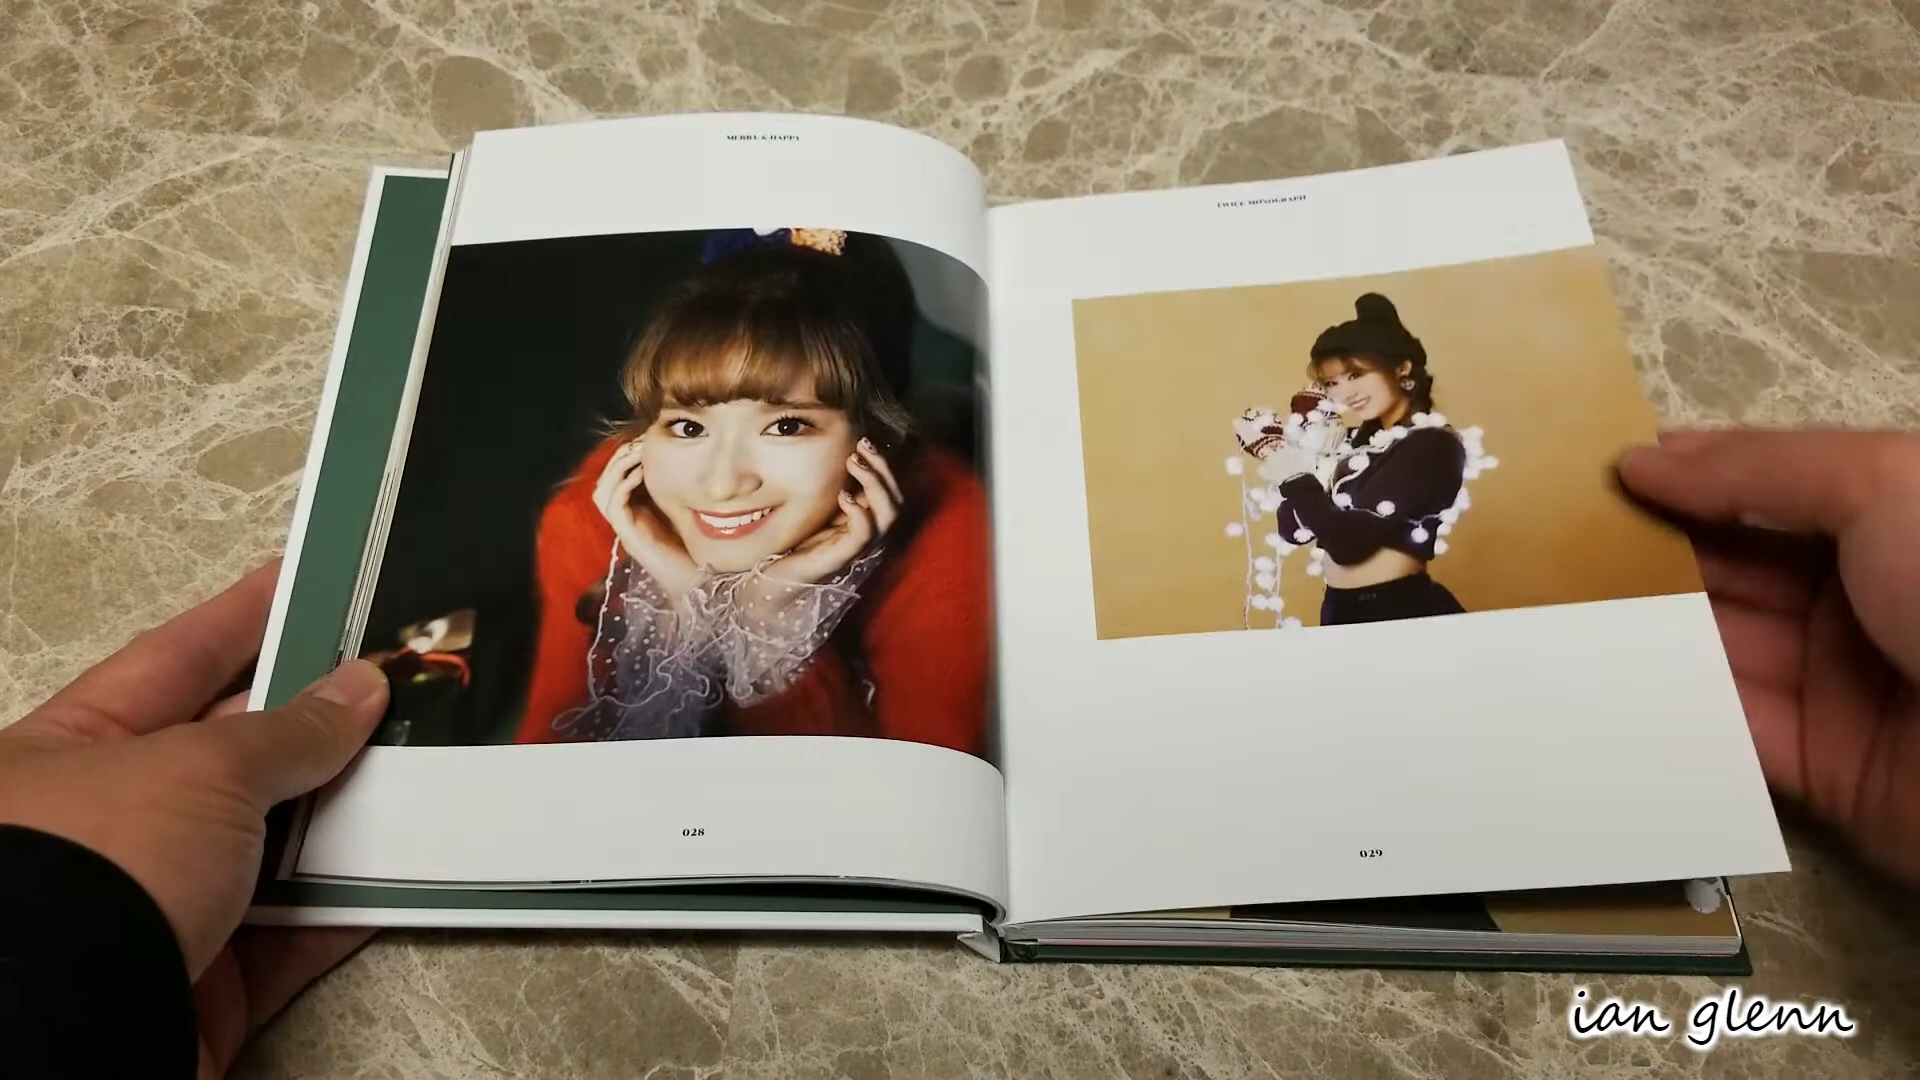 MERRY & HAPPY
TWICE MONOGRAPH
028
029
ian glenn